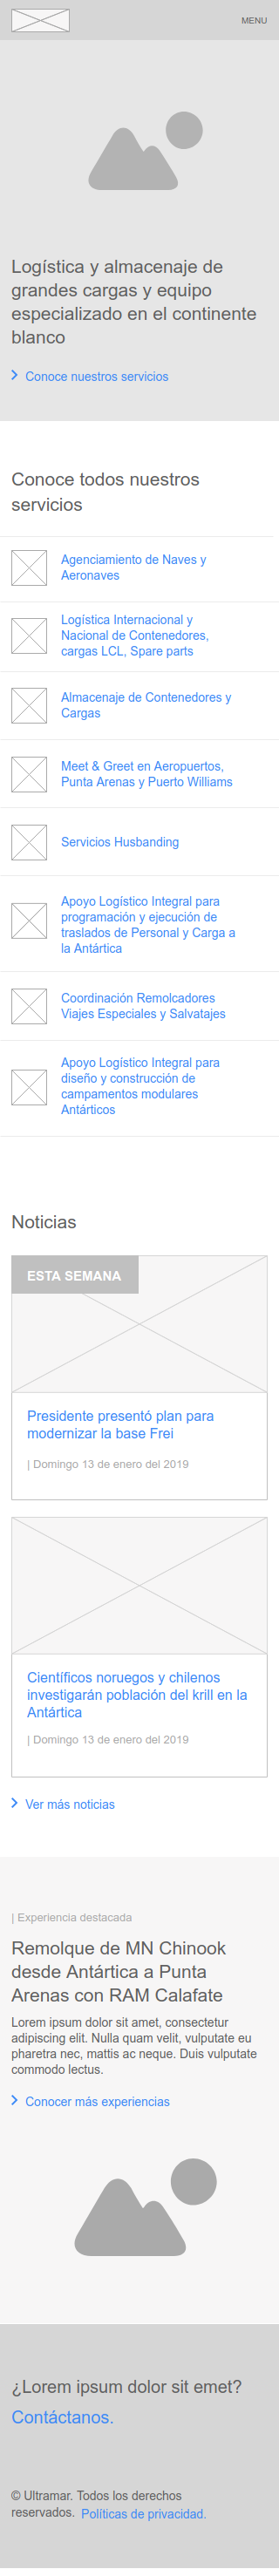 MENU
Logística y almacenaje de
grandes cargas y equipo
especializado en el continente
blanco
Conoce nuestros servicios
Conoce todos nuestros
servicios
Agenciamiento de Naves y
Aeronaves
Logística Internacional y
Nacional de Contenedores,
cargas LCL, Spare parts
Almacenaje de Contenedores y
Cargas
Meet & Greet en Aeropuertos,
Punta Arenas y Puerto Williams
Servicios Husbanding
Apoyo Logístico Integral para
programación y ejecución de
traslados de Personal y Carga a
la Antártica
Coordinación Remolcadores
Viajes Especiales y Salvatajes
Apoyo Logístico Integral para
diseño y construcción de
campamentos modulares
Antárticos
Noticias
ESTA SEMANA
Presidente presentó plan para
modernizar la base Frei
| Domingo 13 de enero del 2019
Científicos noruegos y chilenos
investigarán población del krill en la
Antártica
| Domingo 13 de enero del 2019
Ver más noticias
| Experiencia destacada
Remolque de MN Chinook
desde Antártica a Punta
Arenas con RAM Calafate
Lorem ipsum dolor sit amet, consectetur
adipiscing elit. Nulla quam velit, vulputate eu
pharetra nec, mattis ac neque. Duis vulputate
commodo lectus.
Conocer más experiencias
¿Lorem ipsum dolor sit emet?
Contáctanos.
© Ultramar. Todos los derechos
reservados. Políticas de privacidad.